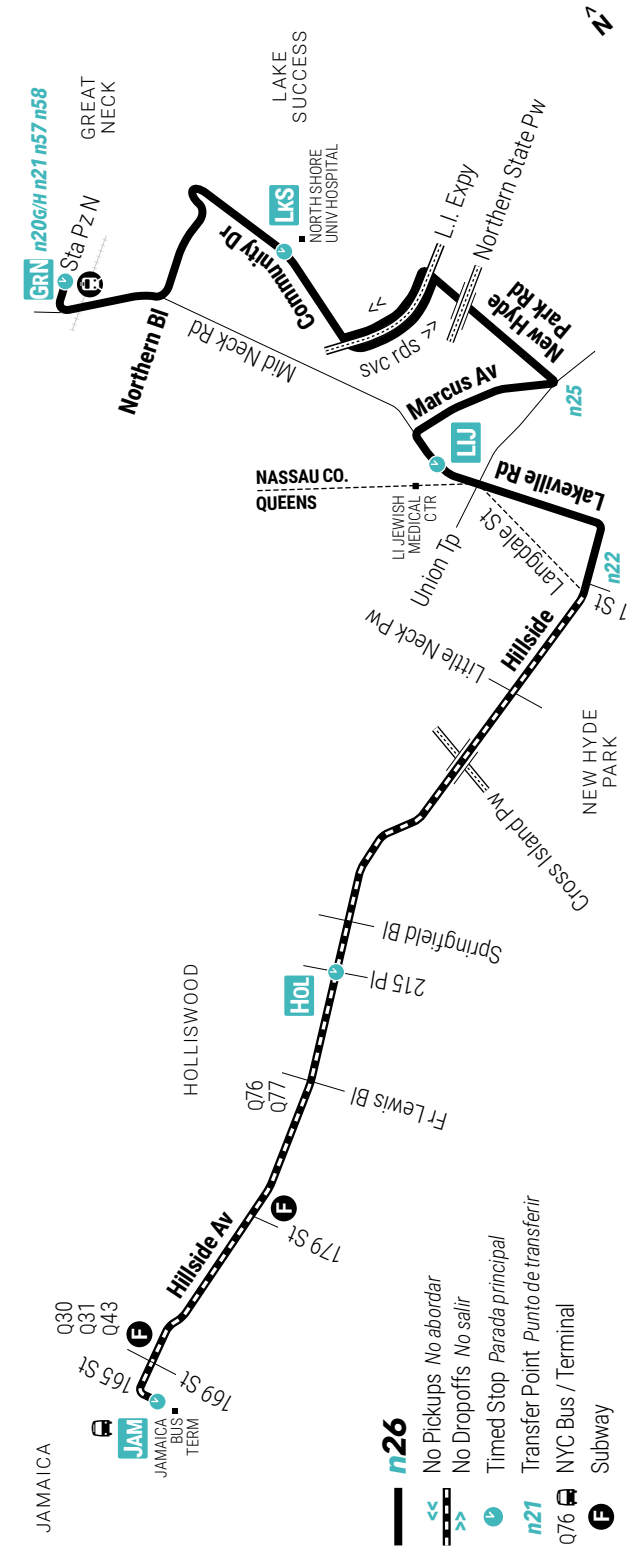 JAMAICA
JAM
JAMAICA
BUS
TERM
165 St
169 St
Q30
Q31
Q43
F
Hillside Av
179 St
F
HOLLISWOOD
Q76
Q77
Fr Lewis Bl
HOL
215 Pl
Springfield Bl
Cross Island Pw
NEW HYDE
PARK
Little Neck Pw
Hillside
1 St
n22
Langdale St
Lakeville Rd
Union Tp
LI JEWISH
MEDICAL
CTR
NASSAU CO.
QUEENS
LIJ
Marcus Av
n25
New Hyde
Park Rd
Northern State Pw
L.I. Expy
<<
svc rds >>
Mid Neck Rd
Community Dr
LKS
NORTH SHORE
UNIV HOSPITAL
LAKE
SUCCESS
Northern Bl
GRN n20G/H n21 n57 n58
Sta Pz N
GREAT
NECK
N
n26
<< No Pickups No abordar
>> No Dropoffs No salir
Timed Stop Parada principal
n21 Transfer Point Punto de transferir
Q76 NYC Bus / Terminal
F Subway